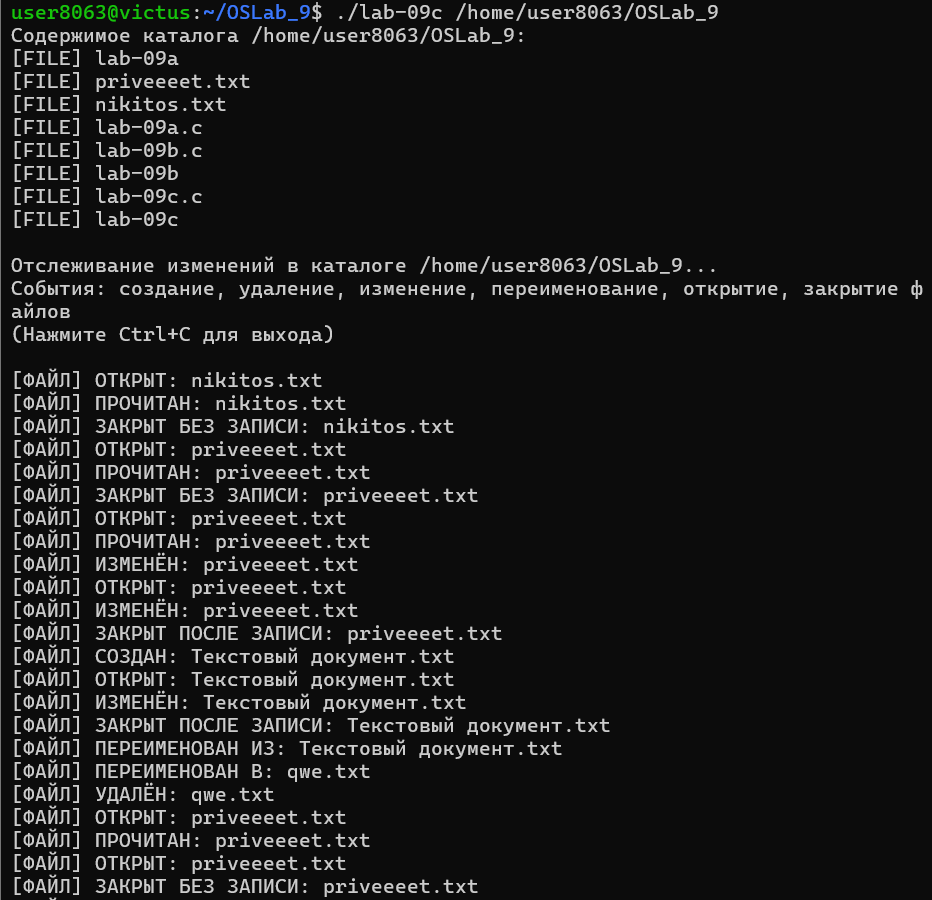 user8063@victus:~/OSLab_9$ ./lab-09c /home/user8063/OSLab_9
Содержимое каталога /home/user8063/OSLab_9:
[FILE] lab-09a
[FILE] priveeeet.txt
[FILE] nikitos.txt
[FILE] lab-09a.c
[FILE] lab-09b.c
[FILE] lab-09b
[FILE] lab-09c.c
[FILE] lab-09c
Отслеживание изменений в каталоге /home/user8063/OSLab_9...
События: создание, удаление, изменение, переименование, открытие, закрытие ф
айлов
(Нажмите Ctrl+C для выхода)
[ФАЙЛ] ОТКРЫТ: nikitos.txt
[ФАЙЛ] ПРОЧИТАН: nikitos.txt
[ФАЙЛ] ЗАКРЫТ БЕЗ ЗАПИСИ: nikitos.txt
[ФАЙЛ] ОТКРЫТ: priveeeet.txt
[ФАЙЛ] ПРОЧИТАН: priveeeet.txt
[ФАЙЛ] ЗАКРЫТ БЕЗ ЗАПИСИ: priveeeet.txt
[ФАЙЛ] ОТКРЫТ: priveeeet.txt
[ФАЙЛ] ПРОЧИТАН: priveeeet.txt
[ФАЙЛ] ИЗМЕНЁН: priveeeet.txt
[ФАЙЛ] ОТКРЫТ: priveeeet.txt
[ФАЙЛ] ИЗМЕНЁН: priveeeet.txt
[ФАЙЛ] ЗАКРЫТ ПОСЛЕ ЗАПИСИ: priveeeet.txt
[ФАЙЛ] СОЗДАН: Текстовый документ.txt
[ФАЙЛ] ОТКРЫТ: Текстовый документ.txt
[ФАЙЛ] ИЗМЕНЁН: Текстовый документ.txt
[ФАЙЛ] ЗАКРЫТ ПОСЛЕ ЗАПИСИ: Текстовый документ.txt
[ФАЙЛ] ПЕРЕИМЕНОВАН ИЗ: Текстовый документ.txt
[ФАЙЛ] ПЕРЕИМЕНОВАН В: qwe.txt
[ФАЙЛ] УДАЛЁН: qwe.txt
[ФАЙЛ] ОТКРЫТ: priveeeet.txt
[ФАЙЛ] ПРОЧИТАН: priveeeet.txt
[ФАЙЛ] ОТКРЫТ: priveeeet.txt
[ФАЙЛ] ЗАКРЫТ БЕЗ ЗАПИСИ: priveeeet.txt